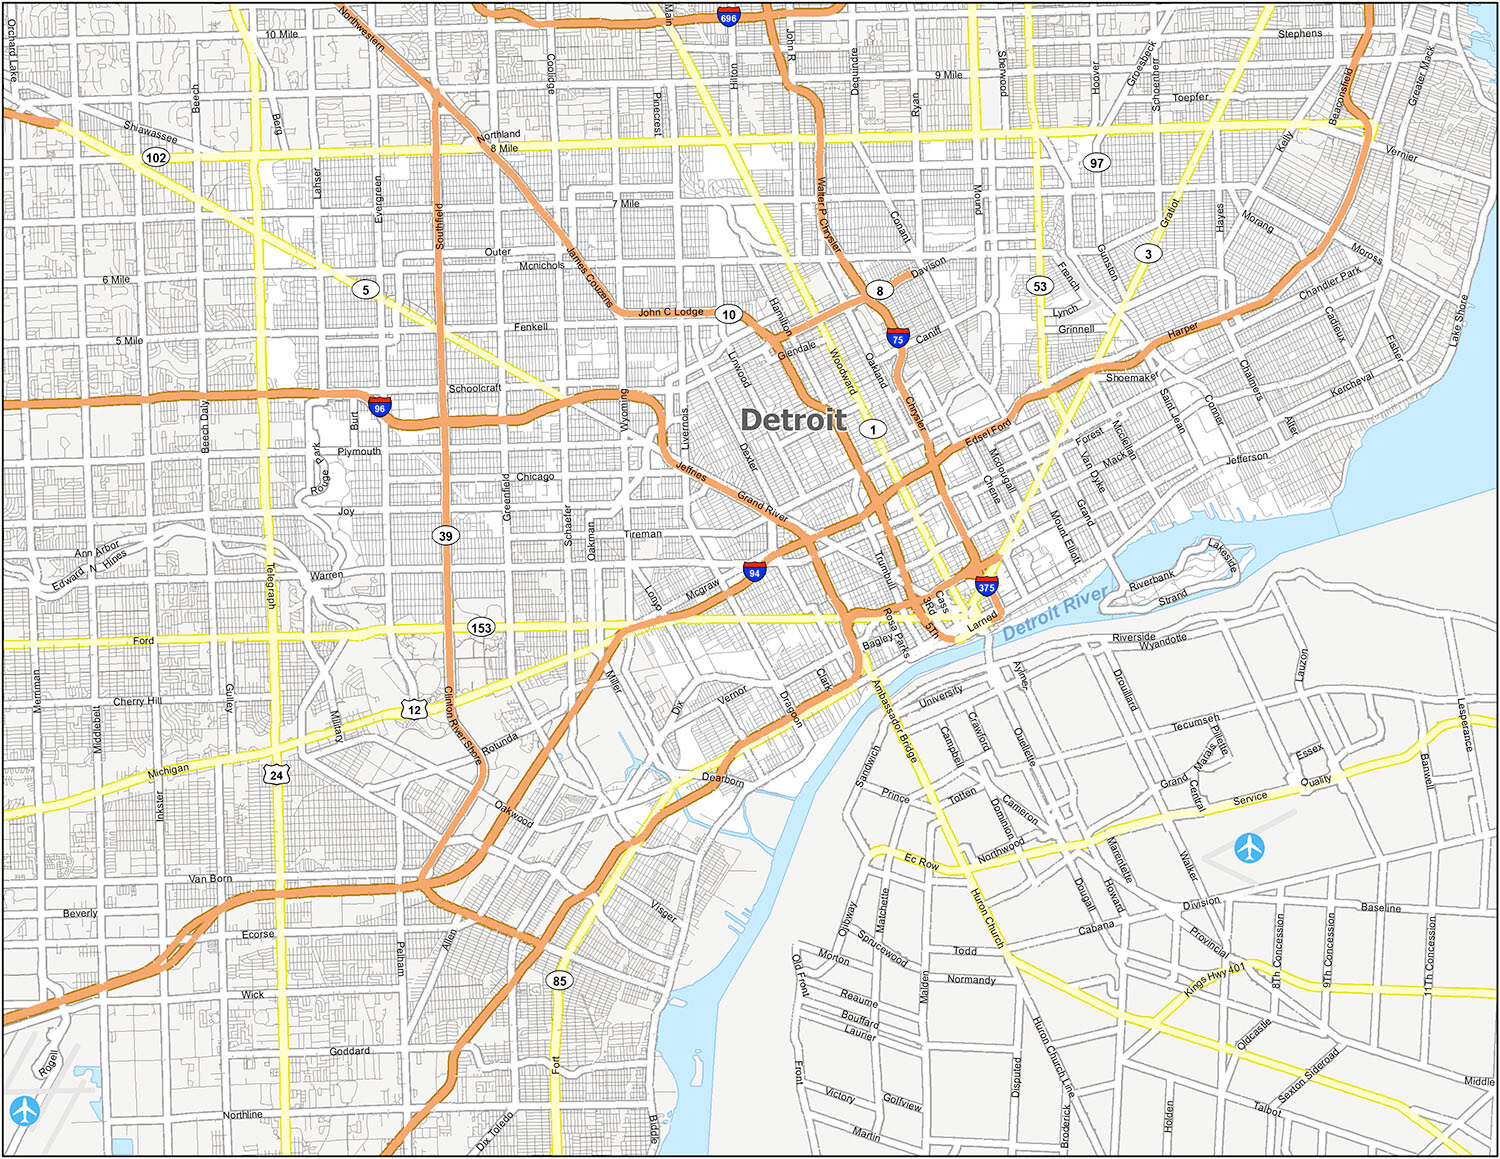 696
Main
John R
Northwestern
Orchard Lake
10 Mile
Coolidge
Hilton
Dequindre
Sherwood
Hoover
Groesbeck
Schoenherr
Stephens
Greater Mack
9 Mile
Beech
Pinecrest
Ryan
Toepfer
Beaconsfield
Berg
Shiawassee
Northland
8 Mile
102
97
Kelly
Vernier
Lahser
Evergreen
Southfield
7 Mile
Walter P Chrysler
Conant
Mound
Gratiot
Hayes
Morang
Outer
Mcnichols
James Couzens
Davison
French
Gunston
3
Moross
6 Mile
5
8
53
Chandler Park
Lake Shore
John C Lodge
10
Hamilton
Lynch
Grinnell
Cadieux
Fenkell
5 Mile
75
Caniff
Harper
Fisher
Glendale
Linwood
Woodward
Oakland
Shoemaker
Chalmers
Kercheval
Schoolcraft
Wyoming
96
Burt
Beech Daly
Livernois
Detroit
1
Chrysler
Edsel Ford
Saint Jean
Conner
Aller
Forest
Mcclellan
Mack
Van Dyke
Jefferson
Plymouth
Rouge Park
Chicago
Greenfield
Jeffries
Dexter
Mcdougall
Chene
Grand River
Grand
Joy
Schaefer
Oakman
Tireman
Mount Elliott
39
Ann Arbor
Edward N Hines
Warren
Telegraph
Lonyo
Mcgraw
94
Trumbull
375
Cass
3Rd
5Th
Larned
Rosa Parks
Bagley
Detroit River
Riverbank
Lakeside
Strand
Ford
153
Riverside
Wyandotte
Merriman
Cherry Hill
Middlebelt
Gulley
Military
12
Clinton River Shore
Rotunda
Miller
Dix
Vernor
Clark
Dragoon
Ambassador Bridge
University
Aylmer
Drouillard
Lauzon
Tecumseh
Lesperance
Crawford
Campbell
Ouellette
Pillette
Marais
Essex
Michigan
24
Inkster
Dearborn
Sandwich
Prince
Totten
Grand
Central
Banwell
Service
Quality
Oakwood
Cameron
Dominion
Northwood
Ec Row
Marentette
Walker
Van Born
Beverly
Ecorse
Visger
Allen
Pelham
Ojibway
Matchette
Huron Church
Dougall
Howard
Division
Baseline
Cabana
Provincial
Sprucewood
Morton
Todd
Normandy
Malden
Kings Hwy 401
8Th Concession
9Th Concession
11Th Concession
Wick
85
Old Front
Reaume
Bouffard
Laurier
Oldcastle
Goddard
Rogell
Fort
Front
Huron Church Line
Disputed
Sexton Sideroad
Middle
Northline
Dix Toledo
Biddle
Victory
Golfview
Martin
Broderick
Holden
Talbot